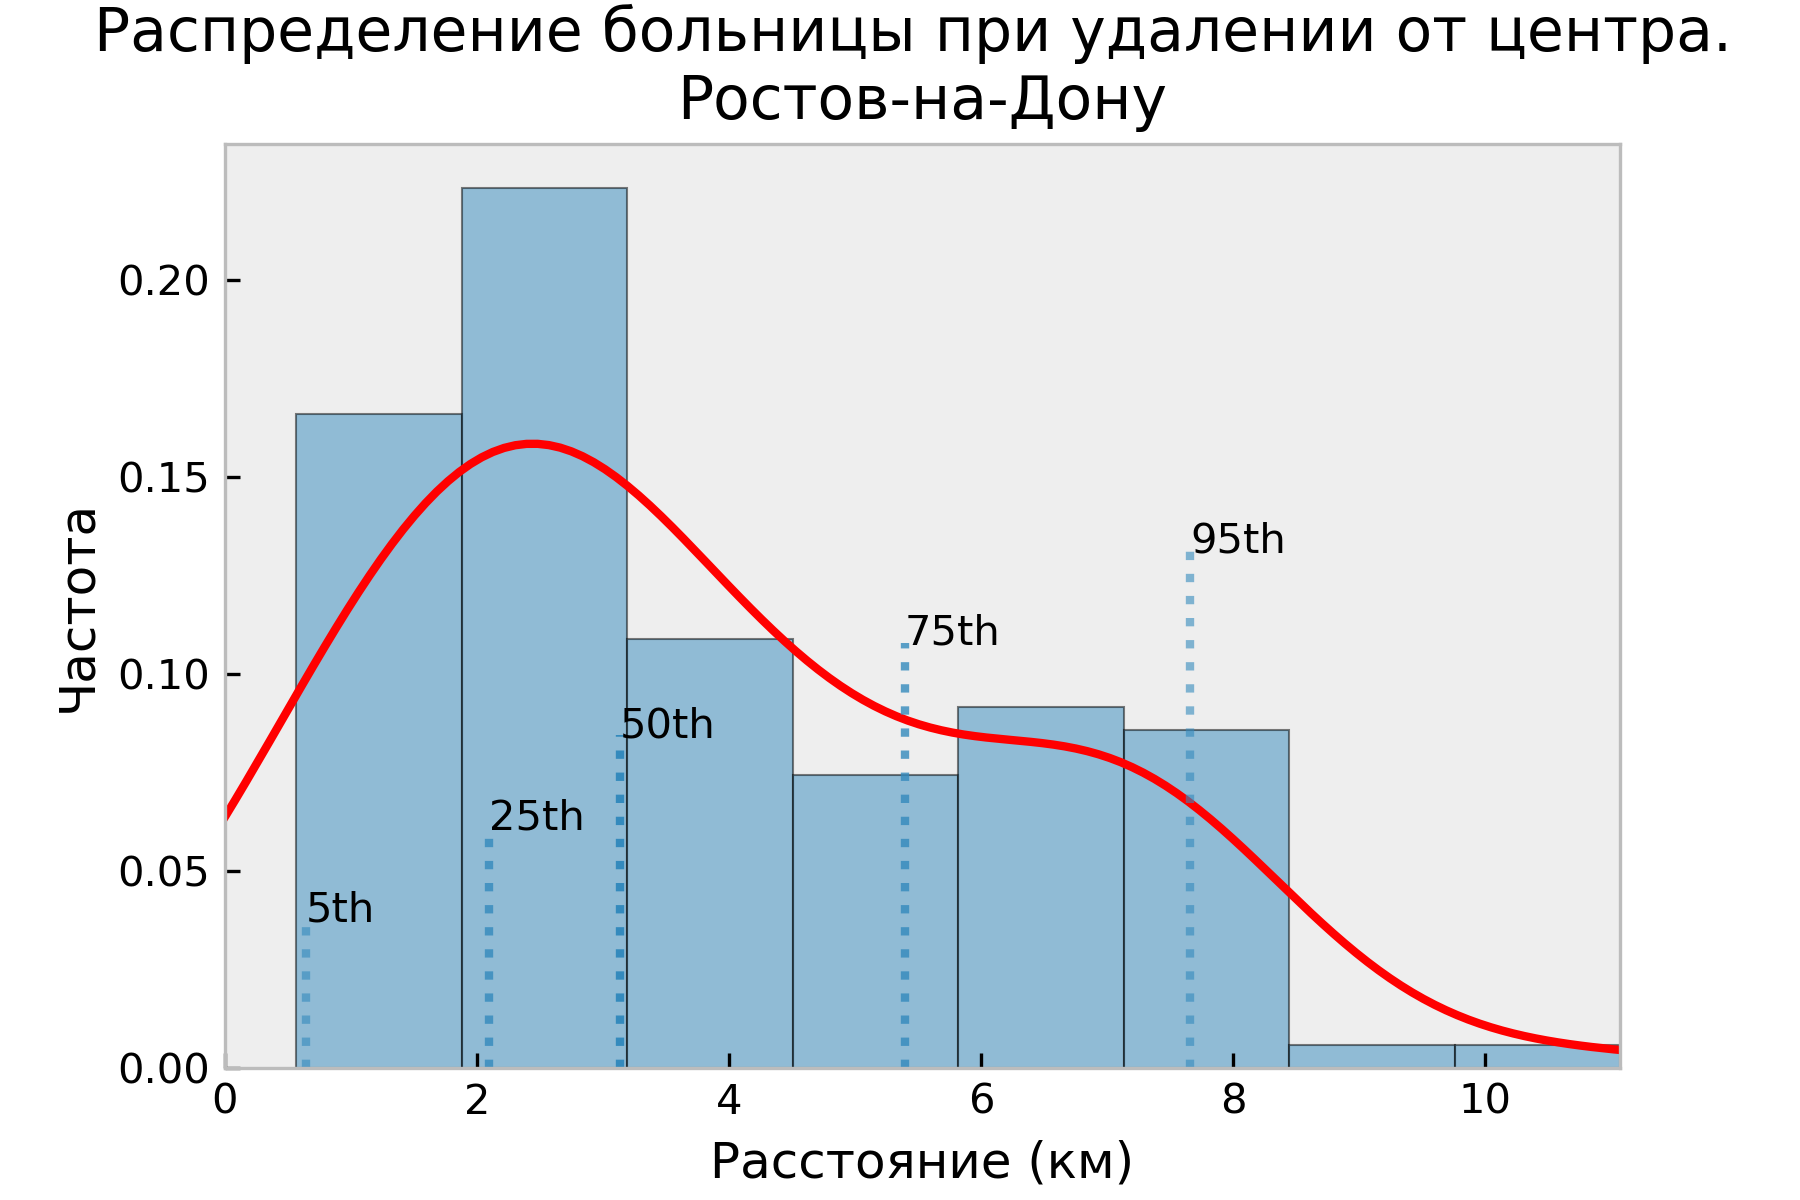 Распределение больницы при удалении от центра.
Ростов-на-Дону
0.20
0.15
0.10
0.05
0.00
Частота
95th
75th
50th
25th
5th
0 2 4 6 8 10
Расстояние (км)